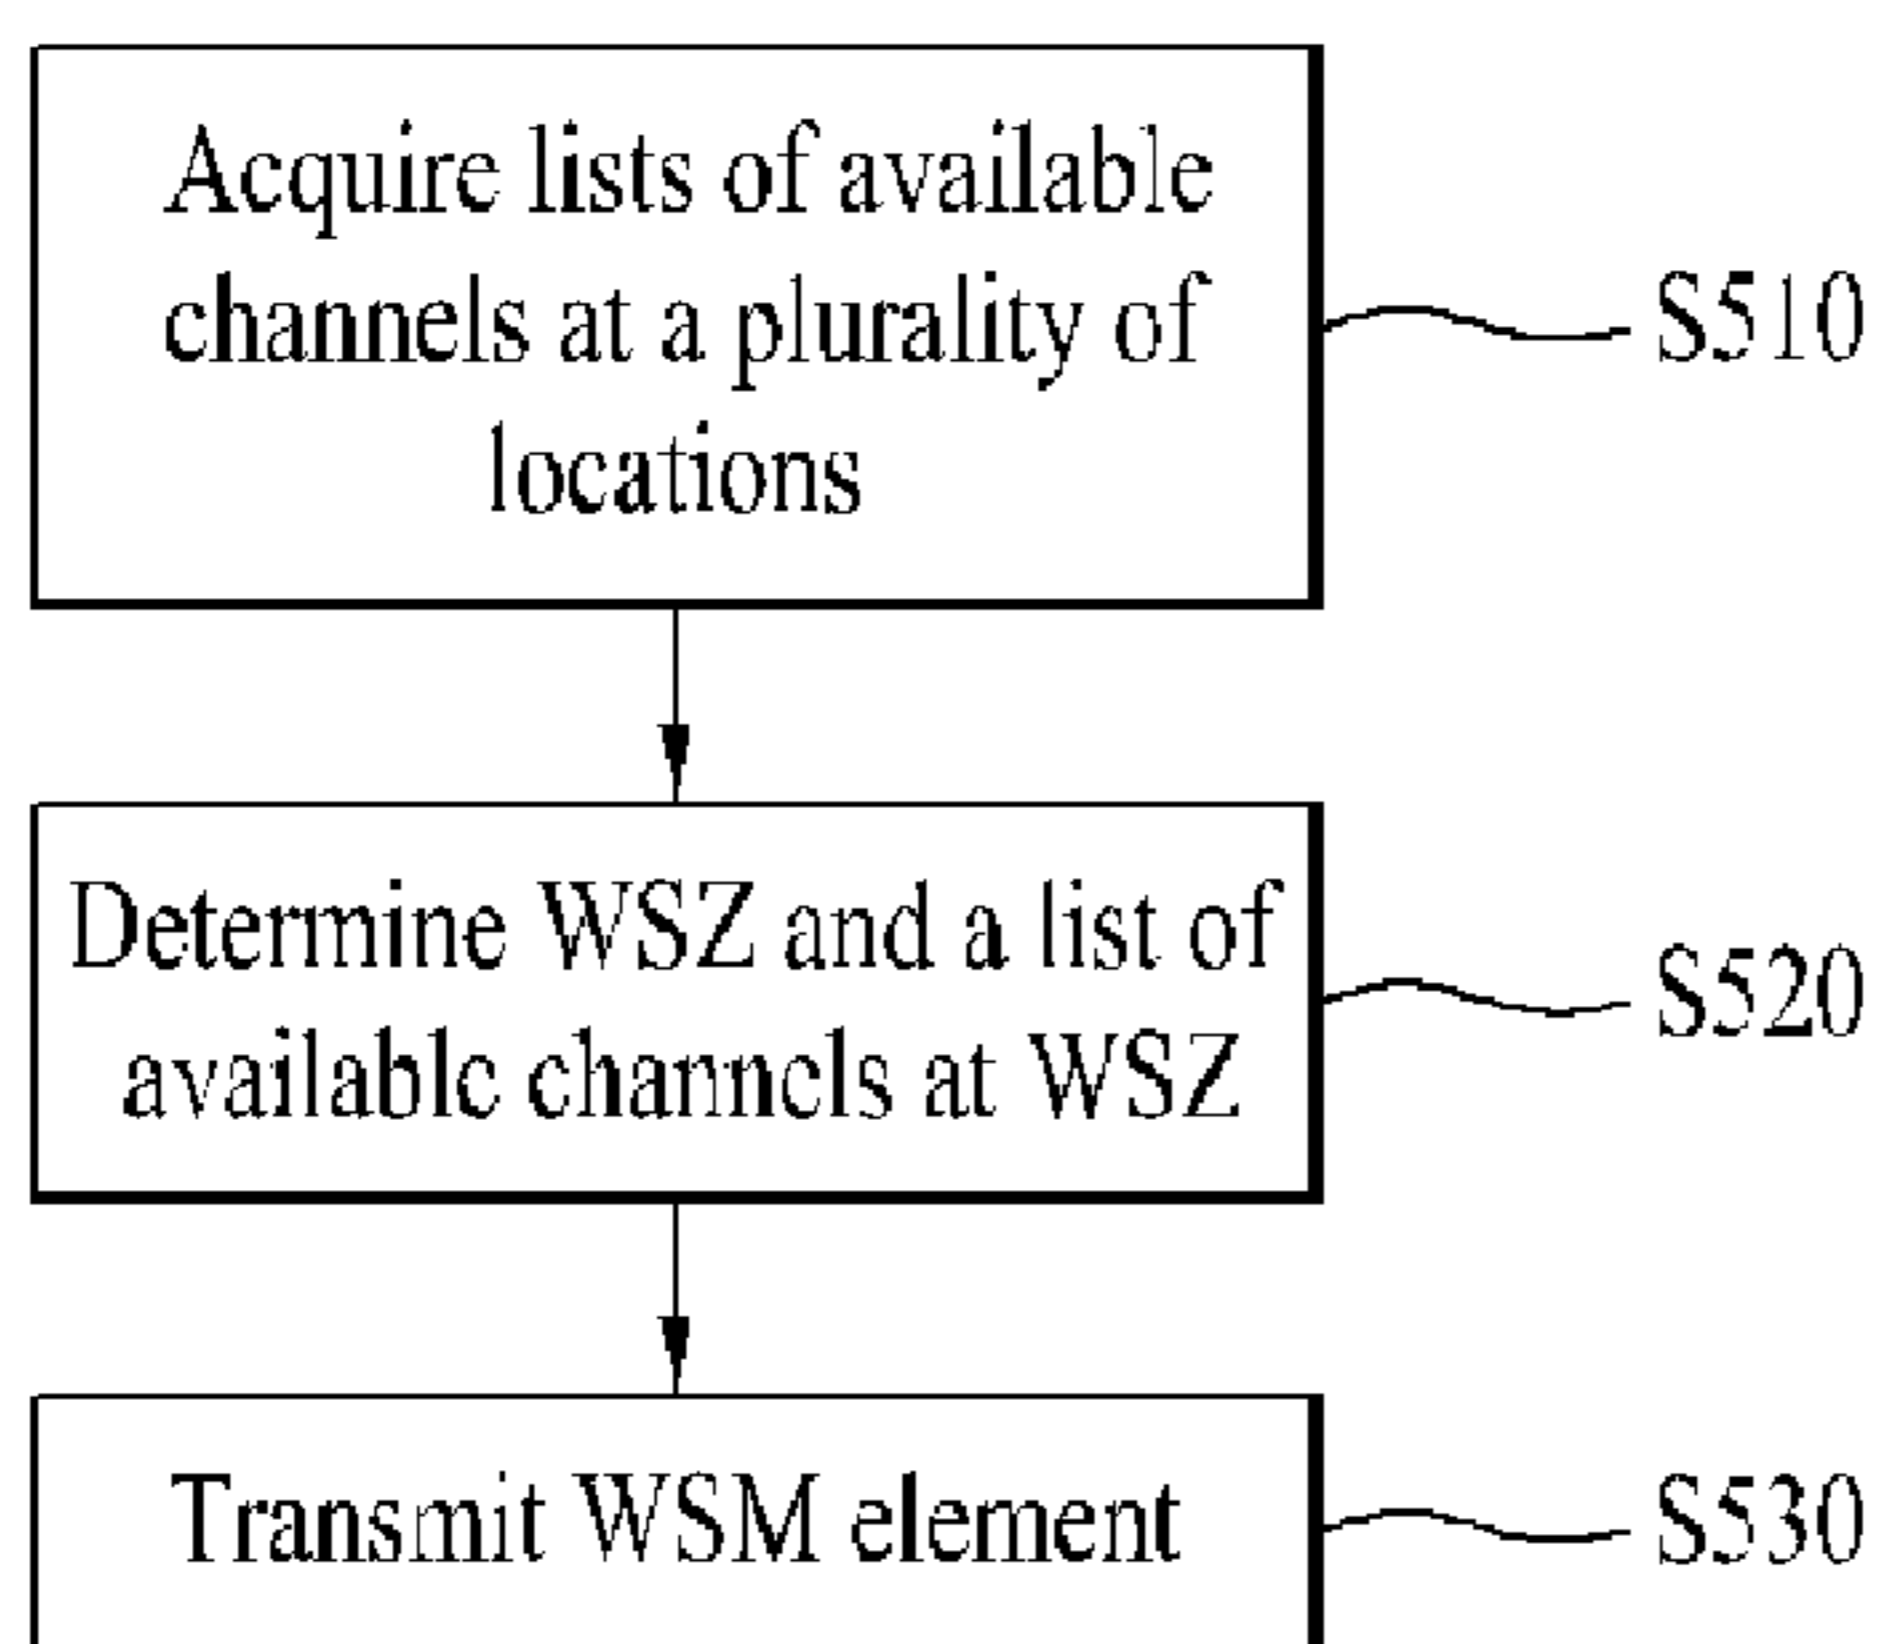 Acquire lists of available
channels at a plurality of
locations
S510
Determine WSZ and a list of
available channels at WSZ
S520
Transmit WSM element
S530